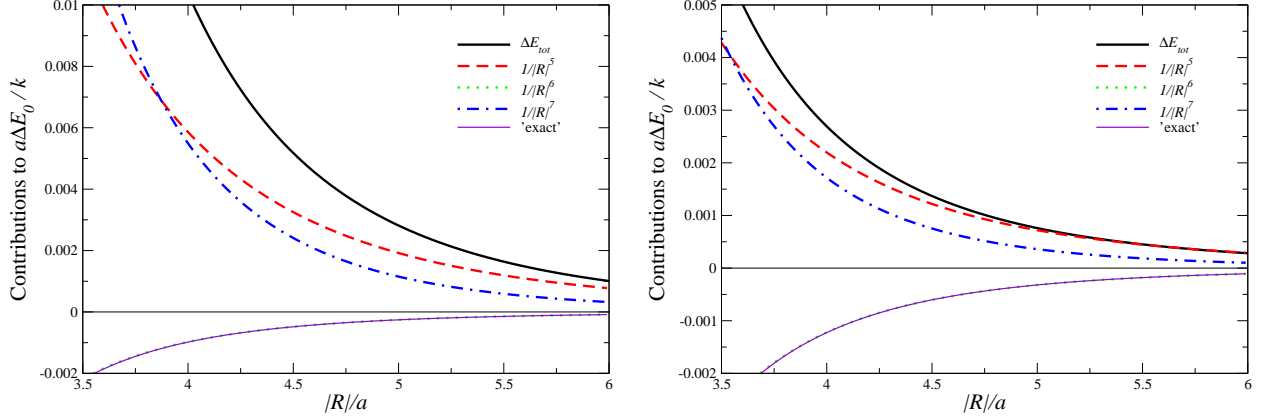 0.01
0.008
0.006
0.004
0.002
0
-0.002
3.5 4 4.5 5 5.5 6
|R|/a
Contributions to aΔE₀ / k
ΔE_tot
1/|R|⁵
1/|R|⁶
1/|R|⁷
'exact'
0.005
0.004
0.003
0.002
0.001
0
-0.001
-0.002
3.5 4 4.5 5 5.5 6
|R|/a
Contributions to aΔE₀ / k
ΔE_tot
1/|R|⁵
1/|R|⁶
1/|R|⁷
'exact'